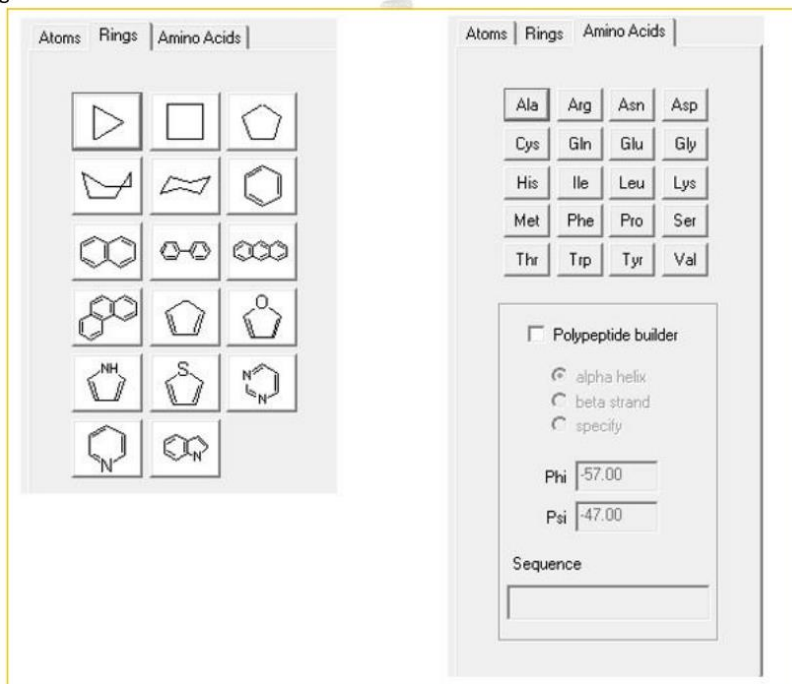 g
Atoms Rings Amino Acids
O
NH S N
N
N N
Atoms Rings Amino Acids
Ala Arg Asn Asp
Cys Gln Glu Gly
His Ile Leu Lys
Met Phe Pro Ser
Thr Trp Tyr Val
Polypeptide builder
alpha helix
beta strand
specify
Phi -57.00
Psi -47.00
Sequence